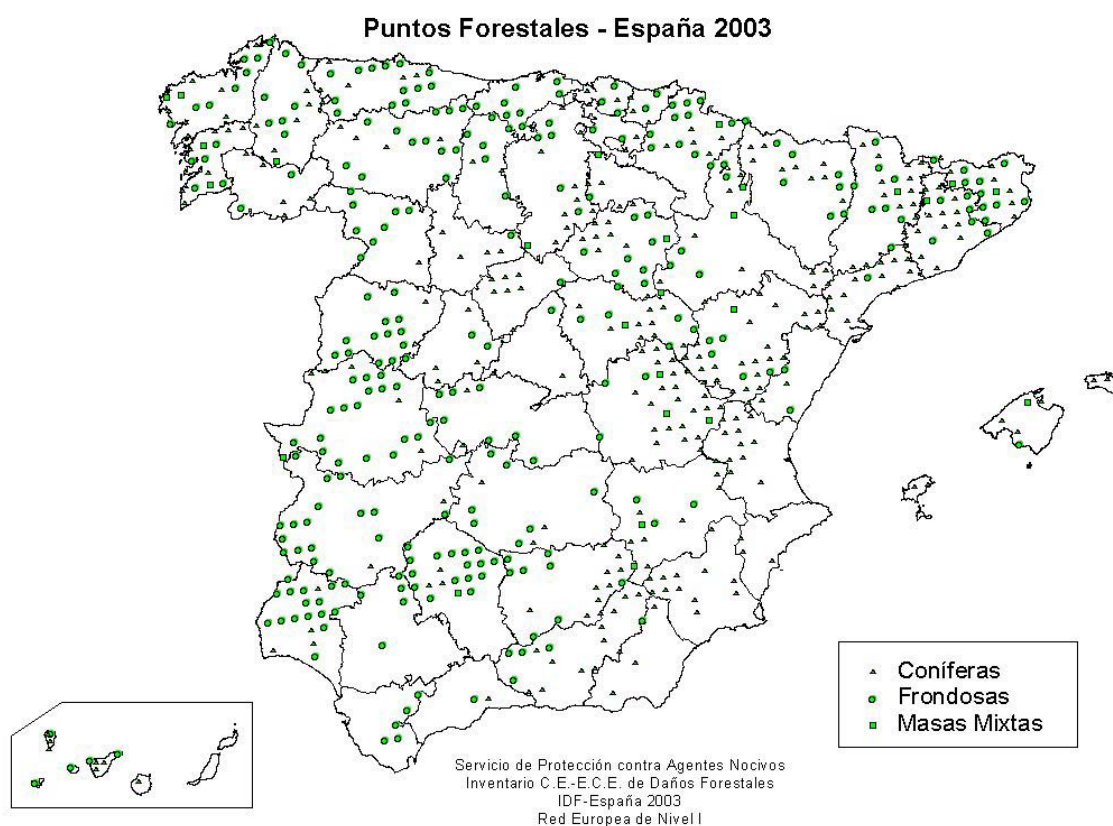 Puntos Forestales - España 2003
Coníferas
Frondosas
Masas Mixtas
Servicio de Protección contra Agentes Nocivos
Inventario C.E.-E.C.E. de Daños Forestales
IDF-España 2003
Red Europea de Nivel I